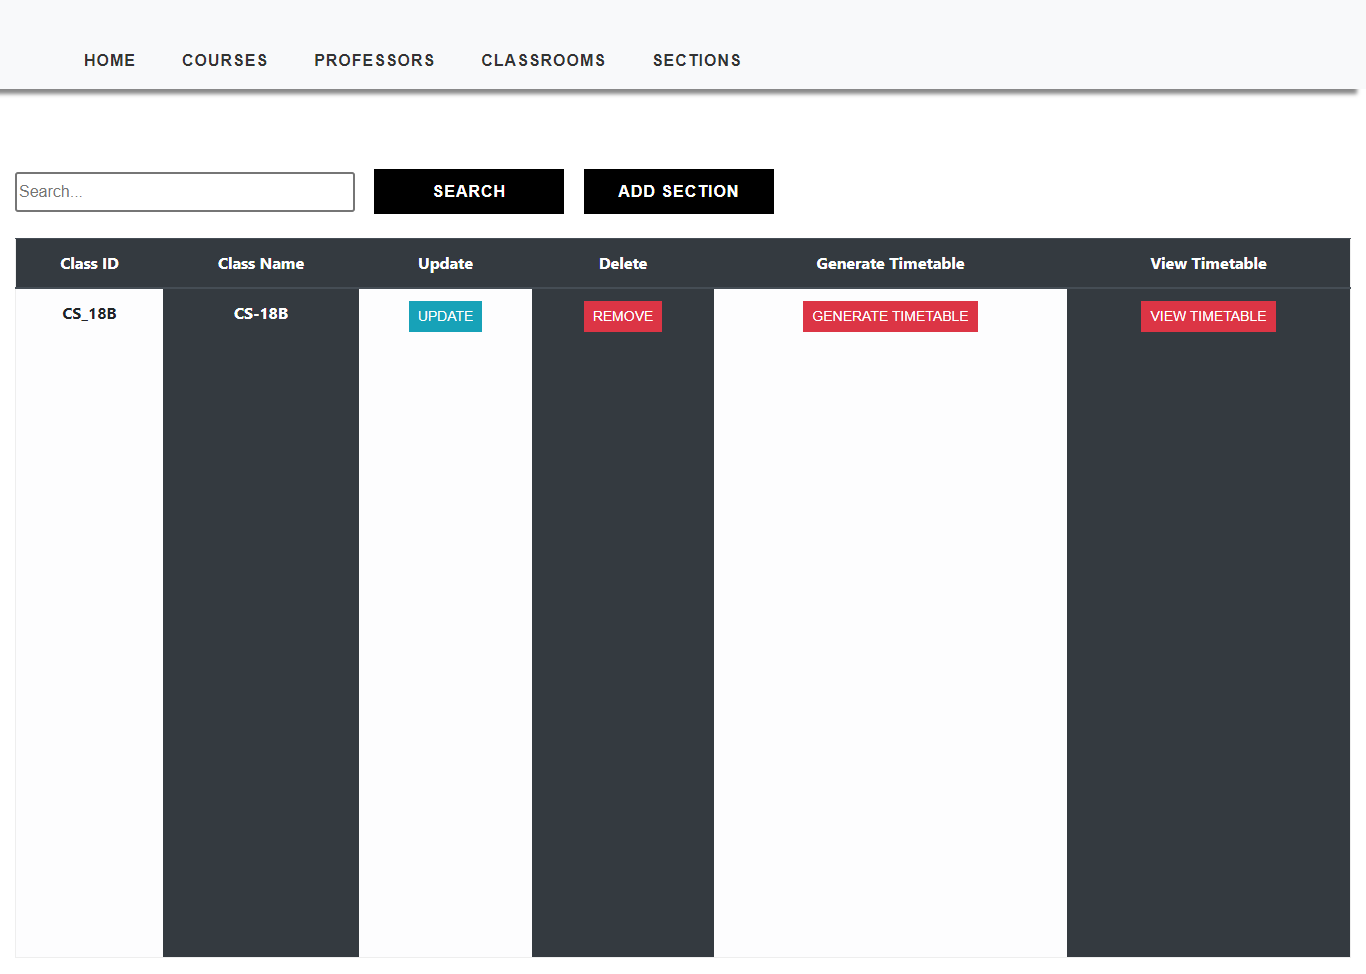 HOME COURSES PROFESSORS CLASSROOMS SECTIONS
Search... SEARCH ADD SECTION
Class ID Class Name Update Delete Generate Timetable View Timetable
CS_18B CS-18B UPDATE REMOVE GENERATE TIMETABLE VIEW TIMETABLE